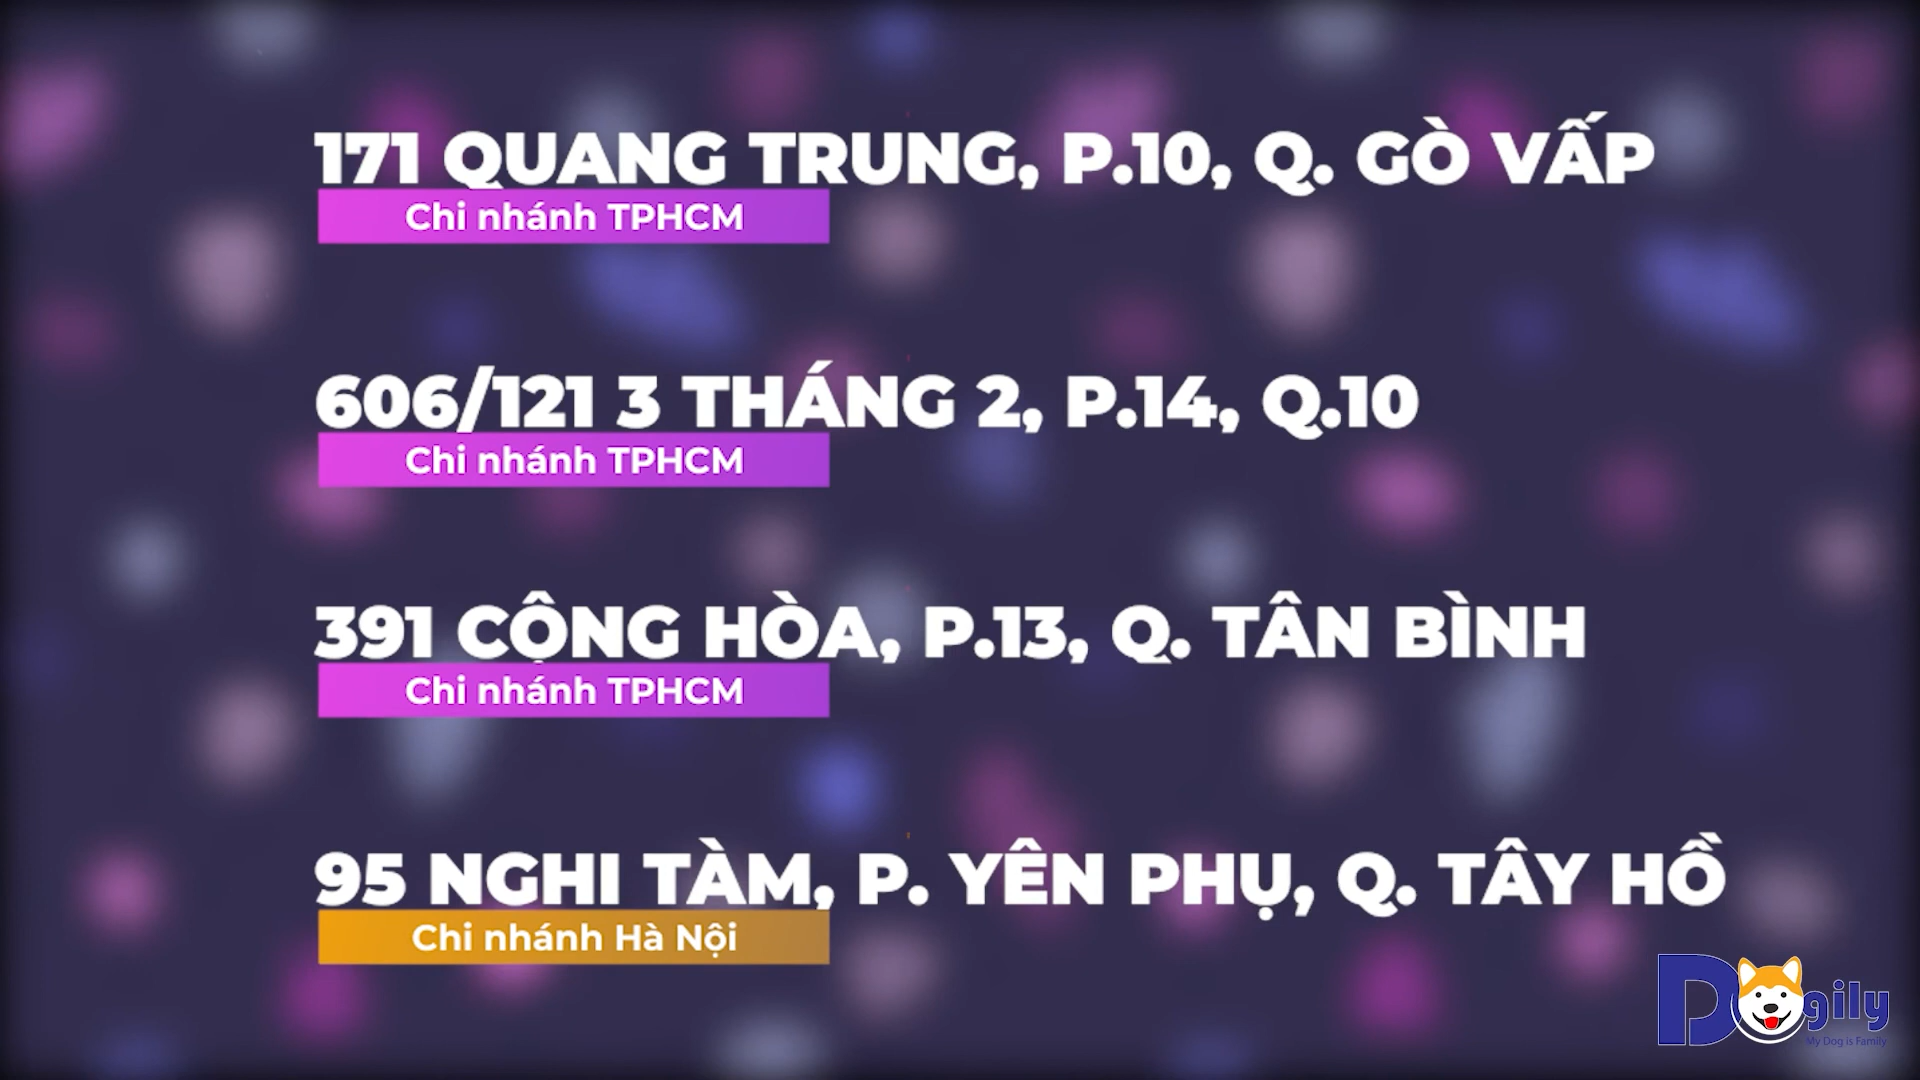 171 QUANG TRUNG, P.10, Q. GÒ VẤP
Chi nhánh TPHCM
606/121 3 THÁNG 2, P.14, Q.10
Chi nhánh TPHCM
391 CỘNG HÒA, P.13, Q. TÂN BÌNH
Chi nhánh TPHCM
95 NGHI TÀM, P. YÊN PHỤ, Q. TÂY HỒ
Chi nhánh Hà Nội
Dogily
My Dog is Family